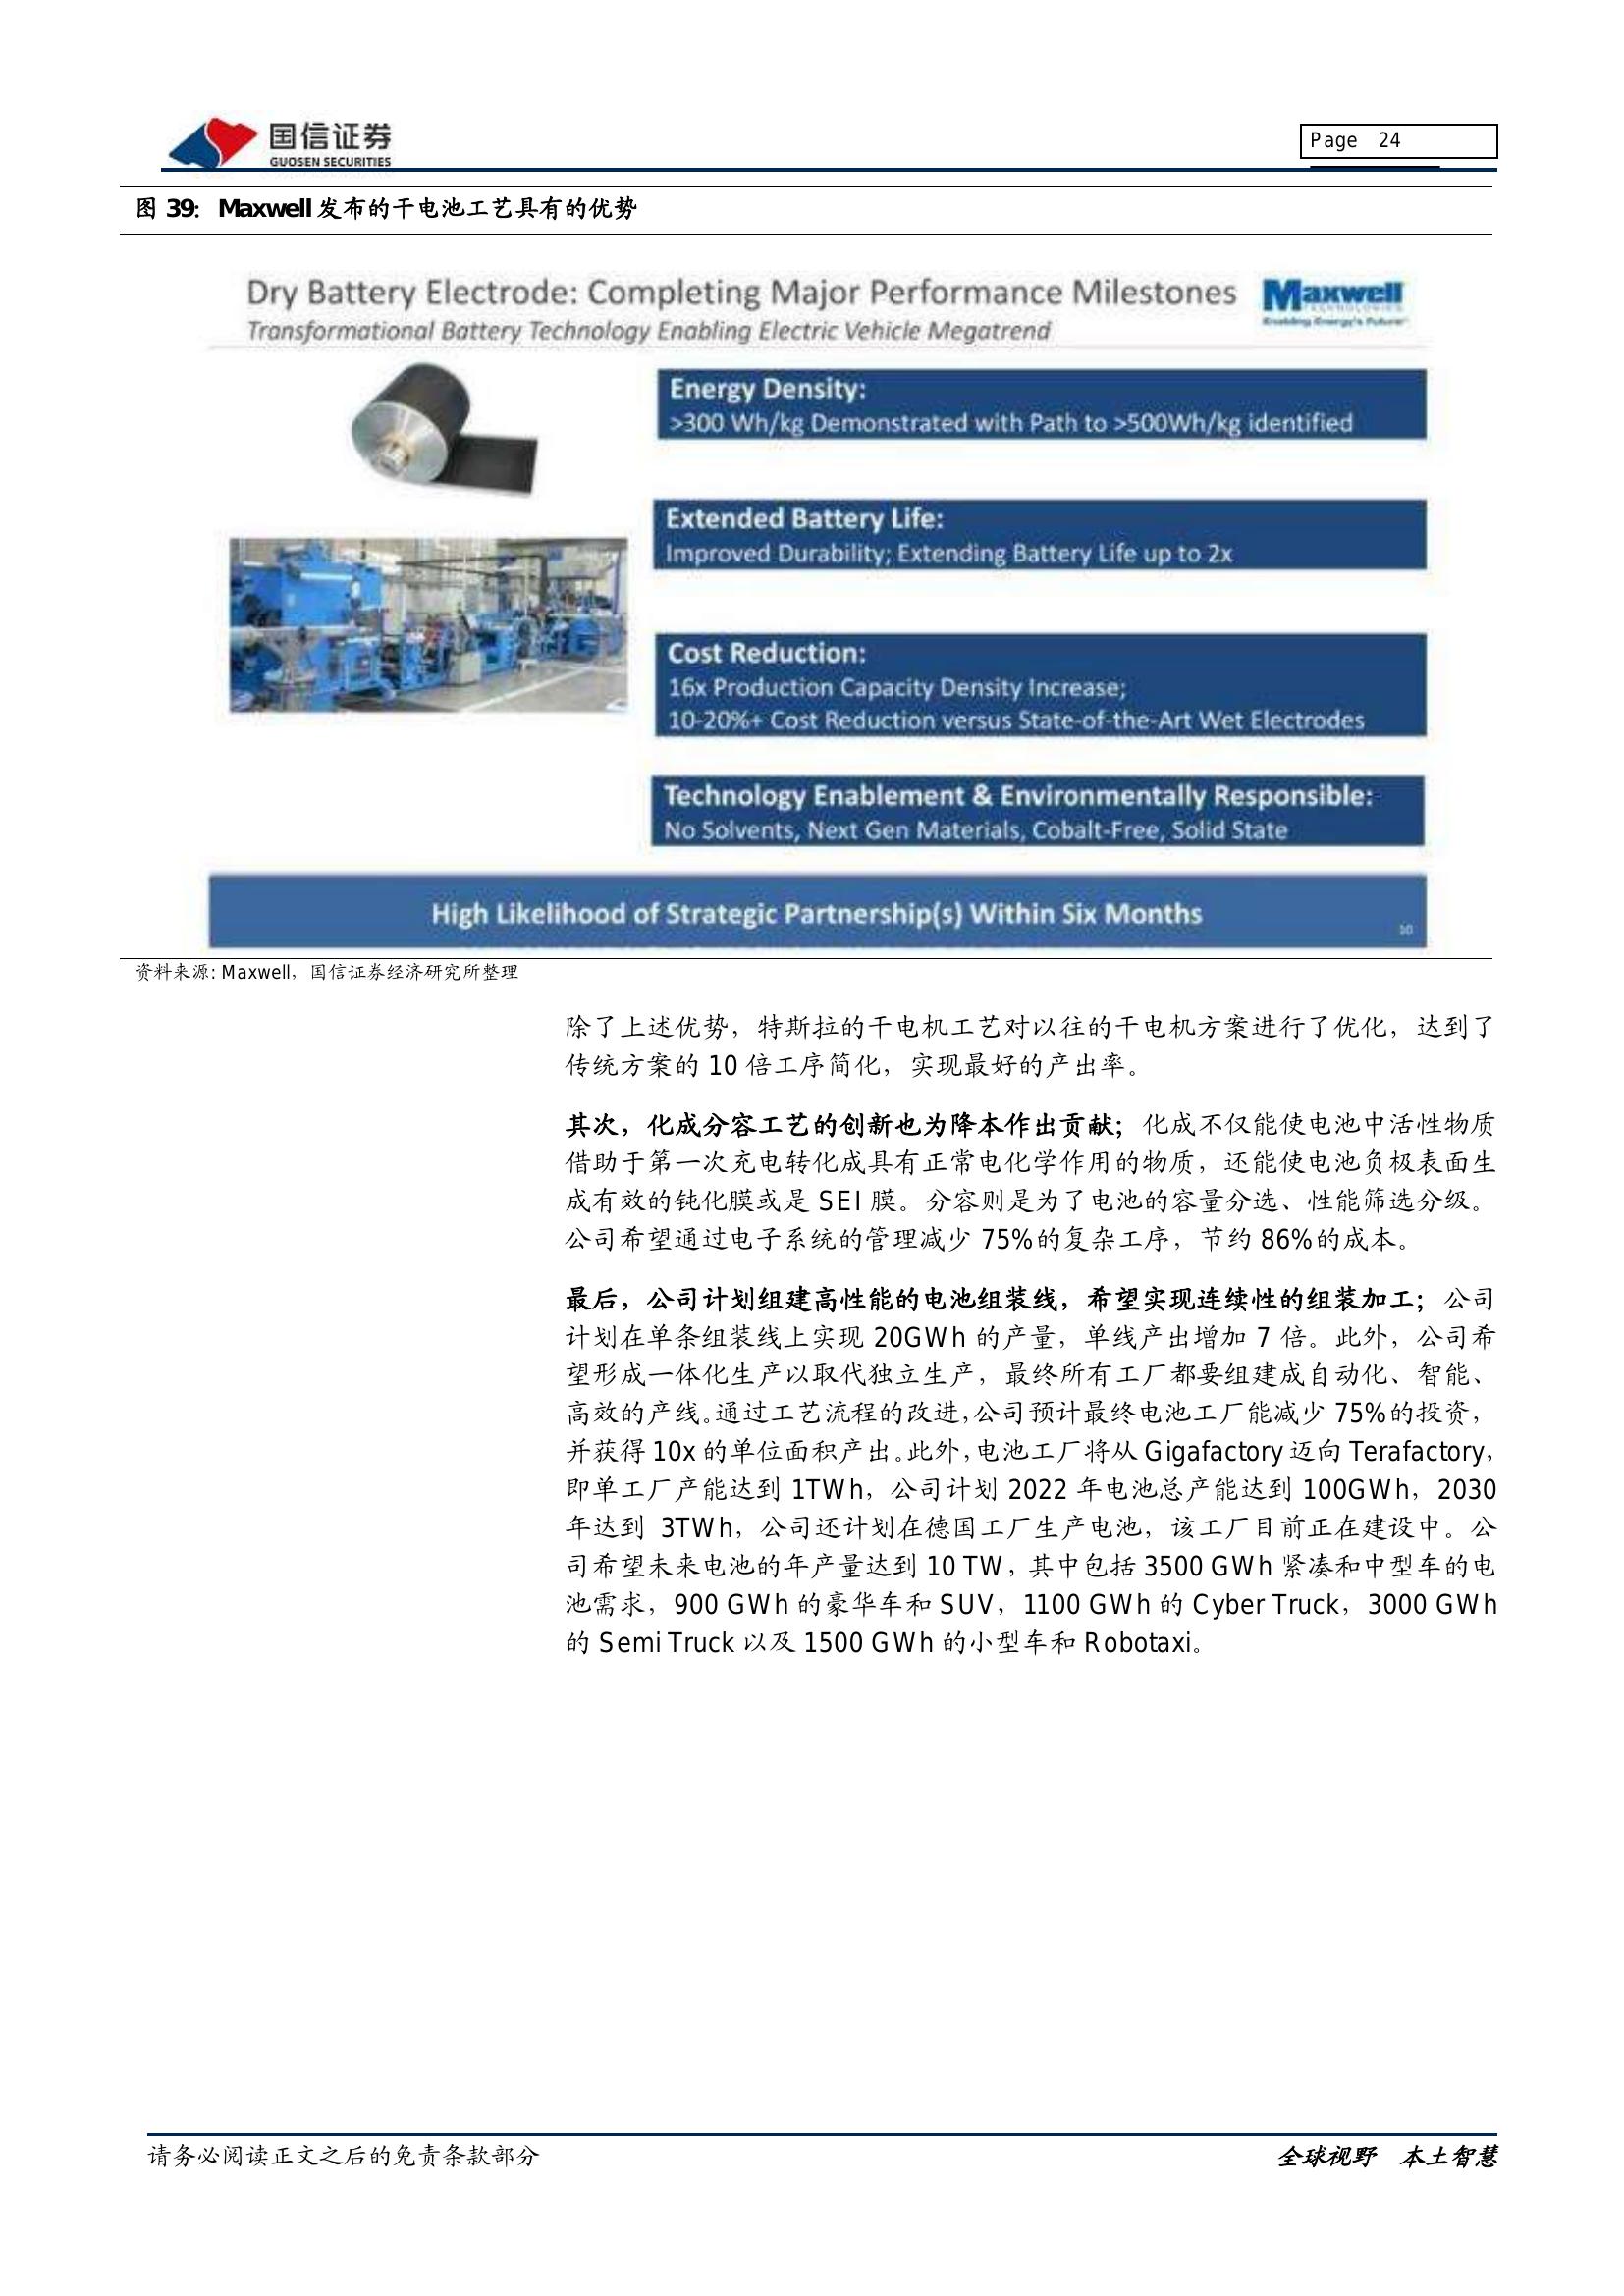 国信证券
GUOSEN SECURITIES
Page 24
图 39：Maxwell 发布的干电池工艺具有的优势
Dry Battery Electrode: Completing Major Performance Milestones
Transformational Battery Technology Enabling Electric Vehicle Megatrend
Maxwell
TECHNOLOGIES
Enabling Energy's Future
Energy Density:
>300 Wh/kg Demonstrated with Path to >500Wh/kg identified
Extended Battery Life:
Improved Durability; Extending Battery Life up to 2x
Cost Reduction:
16x Production Capacity Density Increase;
10-20%+ Cost Reduction versus State-of-the-Art Wet Electrodes
Technology Enablement & Environmentally Responsible:
No Solvents, Next Gen Materials, Cobalt-Free, Solid State
High Likelihood of Strategic Partnership(s) Within Six Months
10
资料来源: Maxwell，国信证券经济研究所整理
除了上述优势，特斯拉的干电机工艺对以往的干电机方案进行了优化，达到了
传统方案的 10 倍工序简化，实现最好的产出率。
其次，化成分容工艺的创新也为降本作出贡献；化成不仅能使电池中活性物质
借助于第一次充电转化成具有正常电化学作用的物质，还能使电池负极表面生
成有效的钝化膜或是 SEI 膜。分容则是为了电池的容量分选、性能筛选分级。
公司希望通过电子系统的管理减少 75%的复杂工序，节约 86%的成本。
最后，公司计划组建高性能的电池组装线，希望实现连续性的组装加工；公司
计划在单条组装线上实现 20GWh 的产量，单线产出增加 7 倍。此外，公司希
望形成一体化生产以取代独立生产，最终所有工厂都要组建成自动化、智能、
高效的产线。通过工艺流程的改进，公司预计最终电池工厂能减少 75%的投资，
并获得 10x 的单位面积产出。此外，电池工厂将从 Gigafactory 迈向 Terafactory，
即单工厂产能达到 1TWh，公司计划 2022 年电池总产能达到 100GWh，2030
年达到 3TWh，公司还计划在德国工厂生产电池，该工厂目前正在建设中。公
司希望未来电池的年产量达到 10 TW，其中包括 3500 GWh 紧凑和中型车的电
池需求，900 GWh 的豪华车和 SUV，1100 GWh 的 Cyber Truck，3000 GWh
的 Semi Truck 以及 1500 GWh 的小型车和 Robotaxi。
请务必阅读正文之后的免责条款部分
全球视野 本土智慧